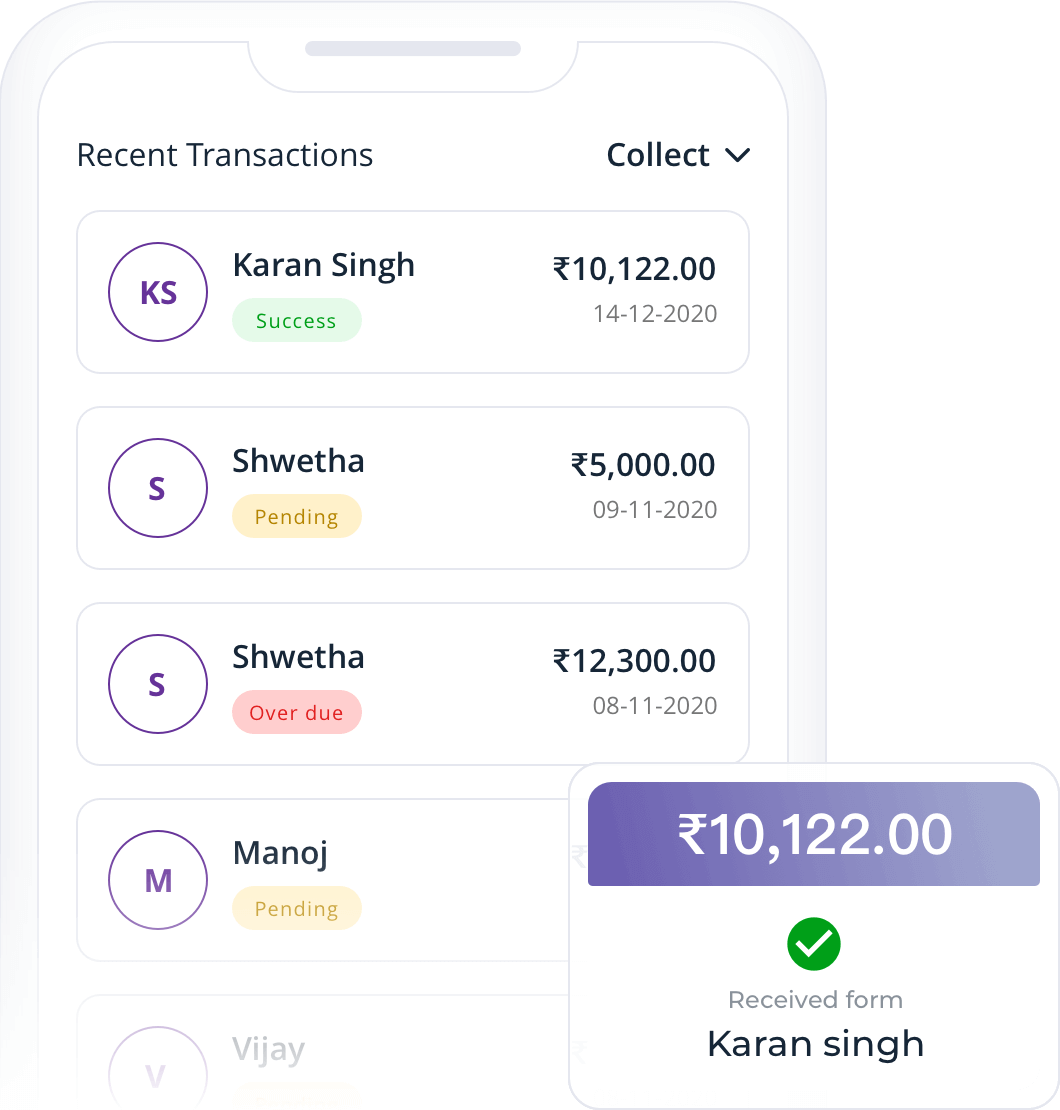 Recent Transactions
Collect
KS
Karan Singh
₹10,122.00
Success
14-12-2020
S
Shwetha
₹5,000.00
Pending
09-11-2020
S
Shwetha
₹12,300.00
Over due
08-11-2020
M
Manoj
₹
Pending
V
Vijay
₹
₹10,122.00
Received form
Karan singh